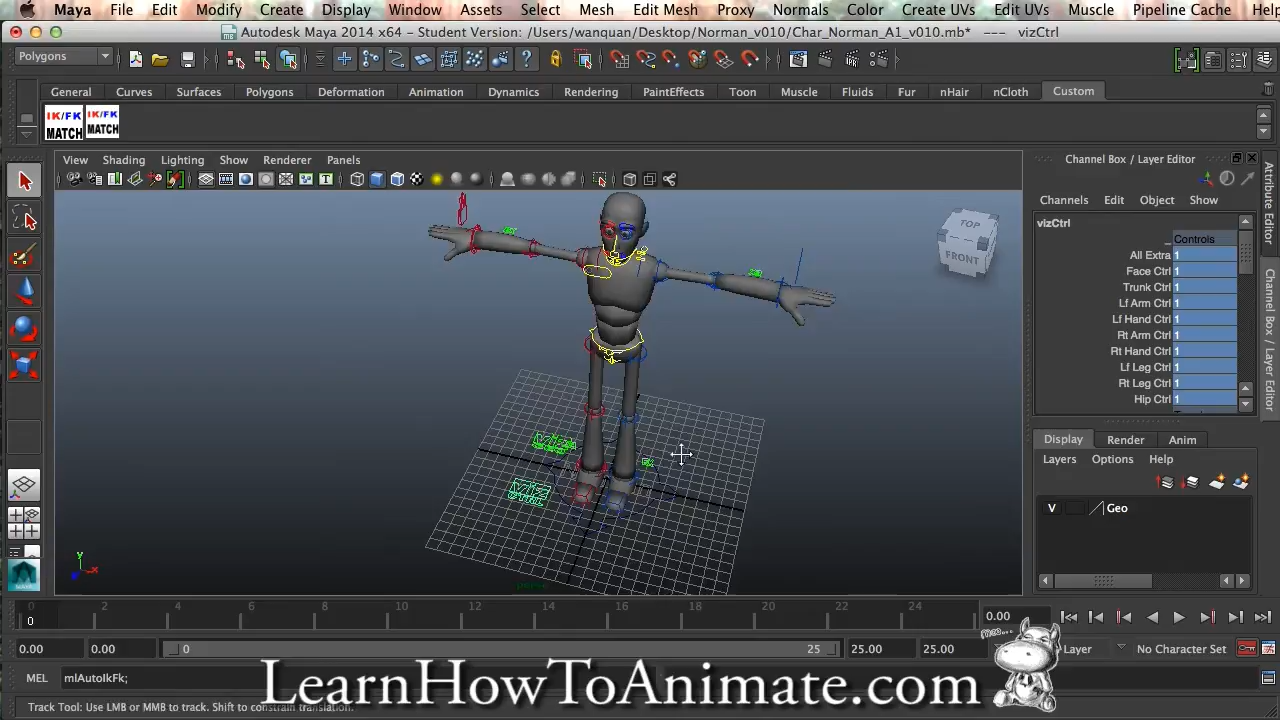 Maya File Edit Modify Create Display Window Assets Select Mesh Edit Mesh Proxy Normals Color Create UVs Edit UVs Muscle Pipeline Cache Help
Autodesk Maya 2014 x64 - Student Version: /Users/wanquan/Desktop/Norman_v010/Char_Norman_A1_v010.mb* --- vizCtrl
Polygons
General Curves Surfaces Polygons Deformation Animation Dynamics Rendering PaintEffects Toon Muscle Fluids Fur nHair nCloth Custom
IK/FK IK/FK
MATCH MATCH
View Shading Lighting Show Renderer Panels
Channel Box / Layer Editor
Channels Edit Object Show
vizCtrl
Controls
All Extra 1
Face Ctrl 1
Trunk Ctrl 1
Lf Arm Ctrl 1
Lf Hand Ctrl 1
Rt Arm Ctrl 1
Rt Hand Ctrl 1
Lf Leg Ctrl 1
Rt Leg Ctrl 1
Hip Ctrl 1
Attribute Editor
Channel Box / Layer Editor
TOP
FRONT
Display Render Anim
Layers Options Help
V Geo
y
x
0 2 4 6 8 10 12 14 16 18 20 22 24
0
0.00
0.00 0.00 0 25 25.00 25.00 Layer No Character Set
MEL mlAutoIkFk;
LearnHowToAnimate.com
Track Tool: Use LMB or MMB to track. Shift to constrain translation.